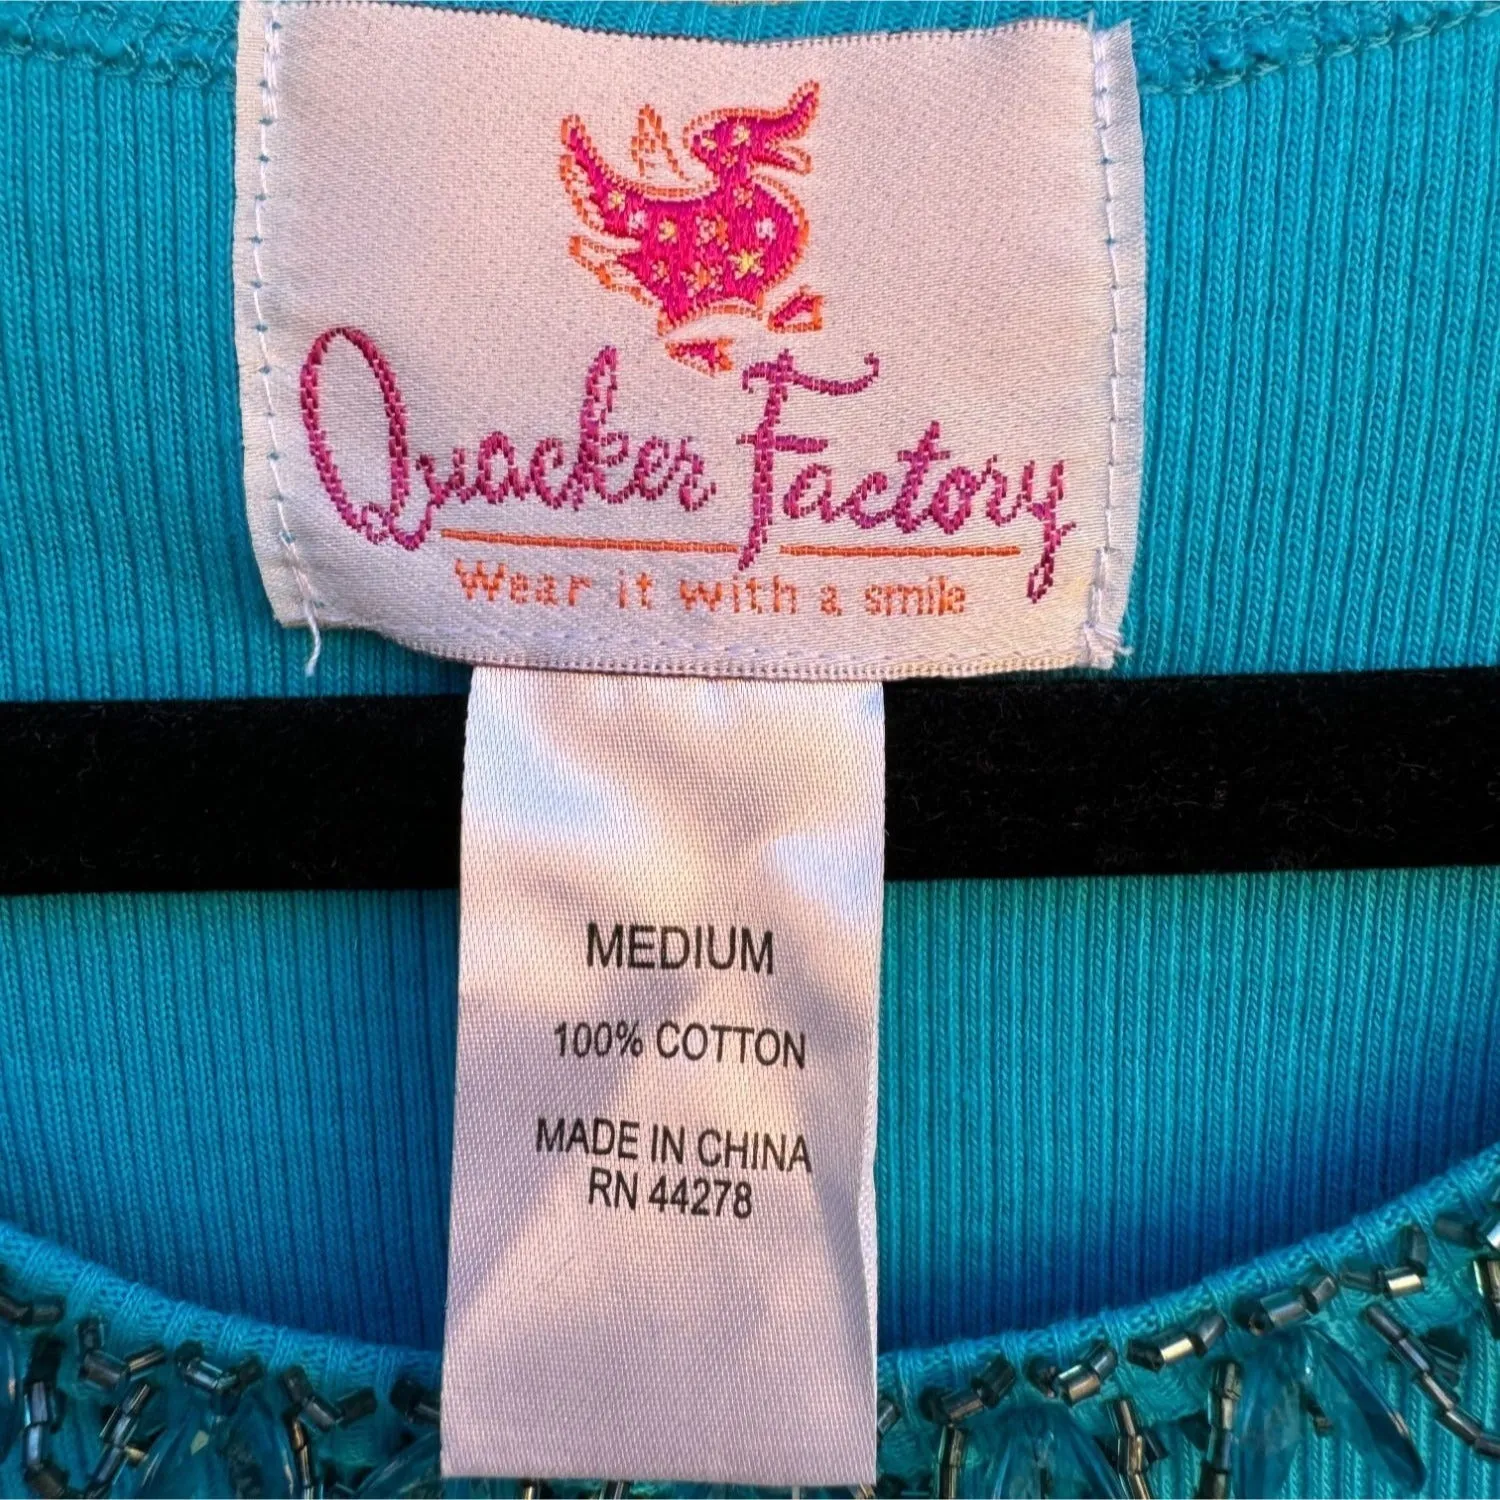 Quacker Factory
Wear it with a smile
MEDIUM
100% COTTON
MADE IN CHINA
RN 44278